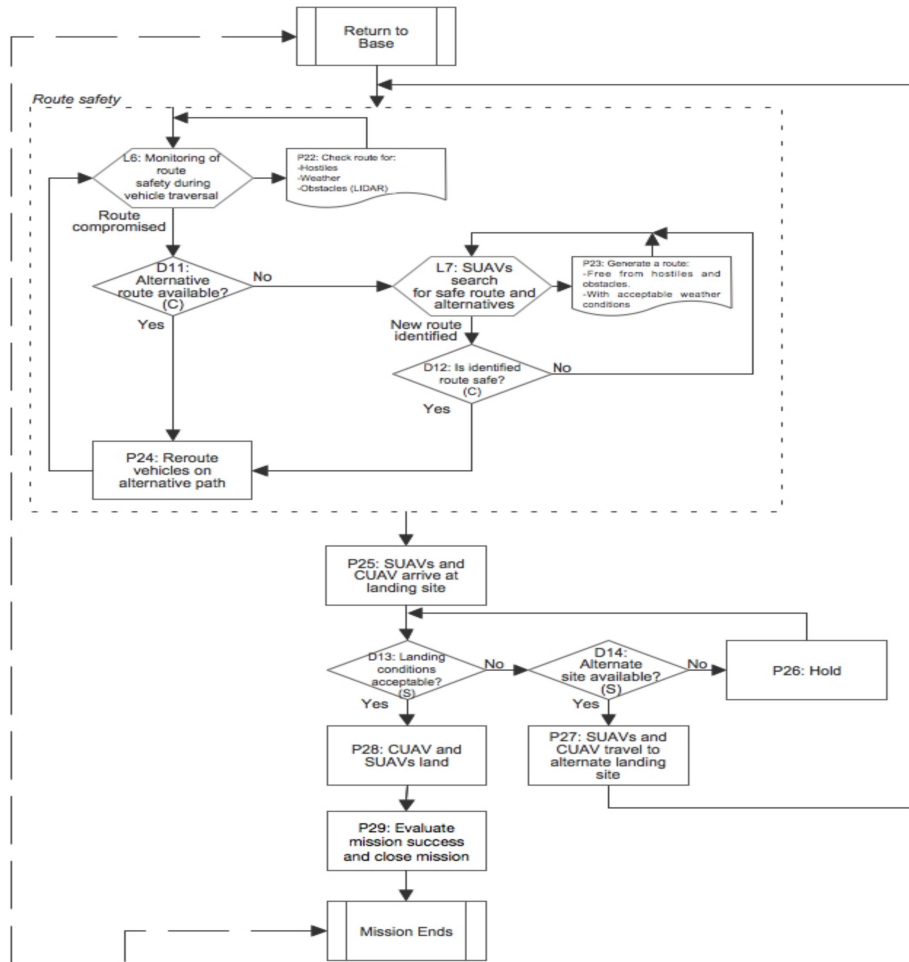 Return to
Base
Route safety
L6: Monitoring of
route
safety during
vehicle traversal
P22: Check route for:
-Hostiles
-Weather
-Obstacles (LIDAR)
Route
compromised
D11:
Alternative
route available?
(C)
No
Yes
L7: SUAVs
search
for safe route and
alternatives
P23: Generate a route:
-Free from hostiles and
obstacles.
-With acceptable weather
conditions
New route
identified
D12: Is identified
route safe?
(C)
No
Yes
P24: Reroute
vehicles on
alternative path
P25: SUAVs and
CUAV arrive at
landing site
D13: Landing
conditions
acceptable?
(S)
No
Yes
D14:
Alternate
site available?
(S)
No
Yes
P26: Hold
P28: CUAV and
SUAVs land
P27: SUAVs and
CUAV travel to
alternate landing
site
P29: Evaluate
mission success
and close mission
Mission Ends